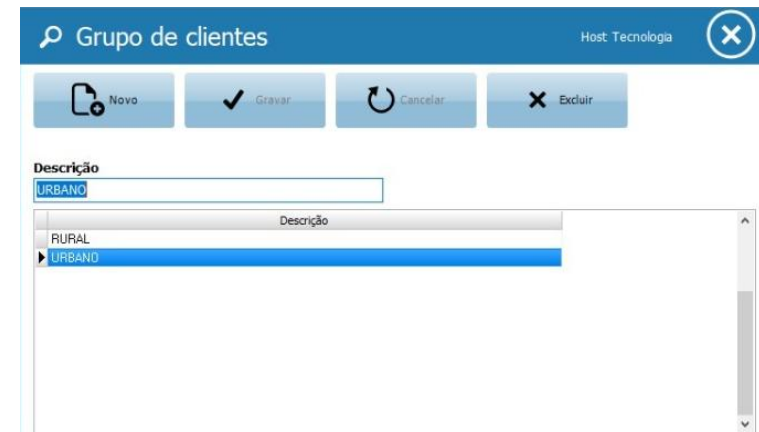 Grupo de clientes
Host Tecnologia
Novo
Gravar
Cancelar
Excluir
Descrição
URBANO
Descrição
RURAL
URBANO